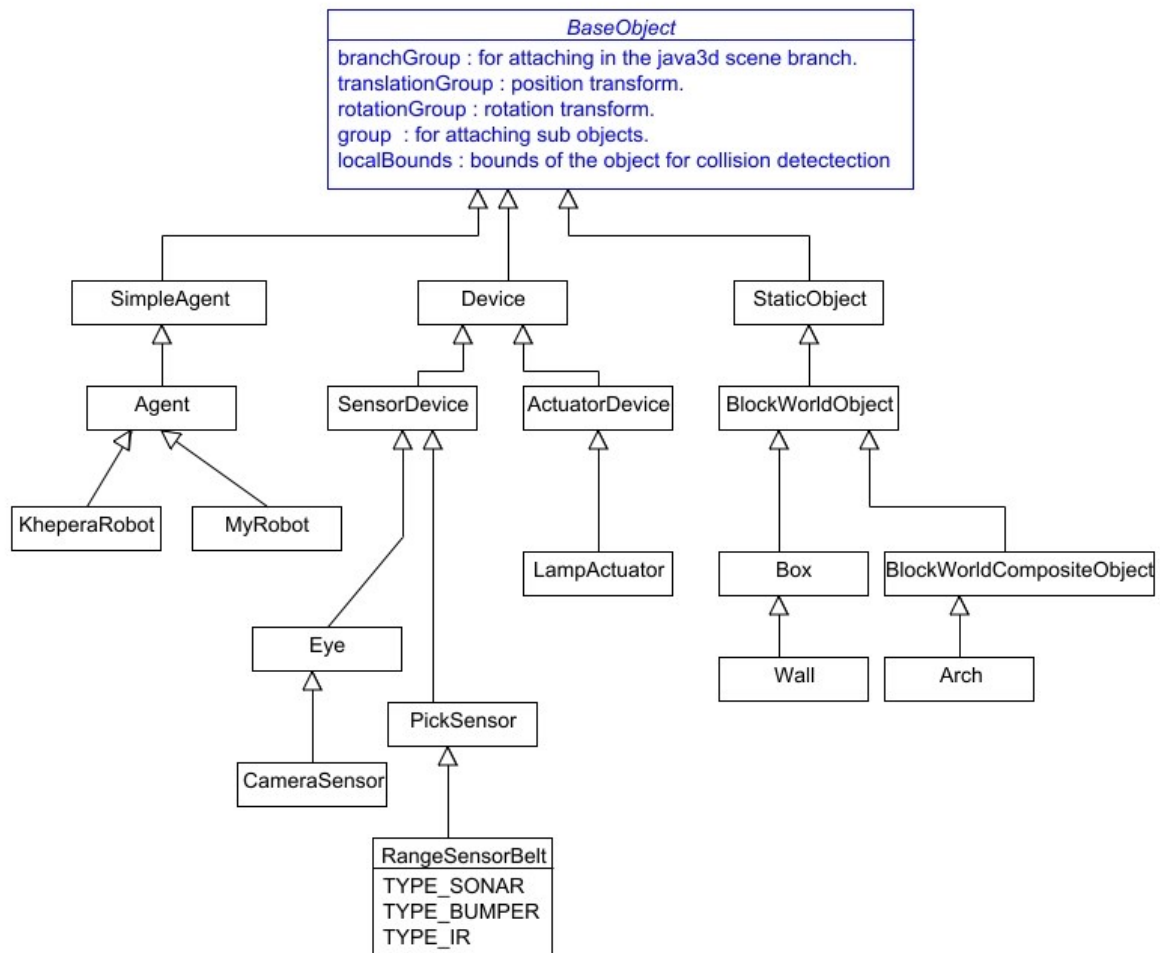 BaseObject
branchGroup : for attaching in the java3d scene branch.
translationGroup : position transform.
rotationGroup : rotation transform.
group : for attaching sub objects.
localBounds : bounds of the object for collision detectection
SimpleAgent
Device
StaticObject
Agent
SensorDevice
ActuatorDevice
BlockWorldObject
KheperaRobot
MyRobot
LampActuator
Box
BlockWorldCompositeObject
Eye
Wall
Arch
PickSensor
CameraSensor
RangeSensorBelt
TYPE_SONAR
TYPE_BUMPER
TYPE_IR